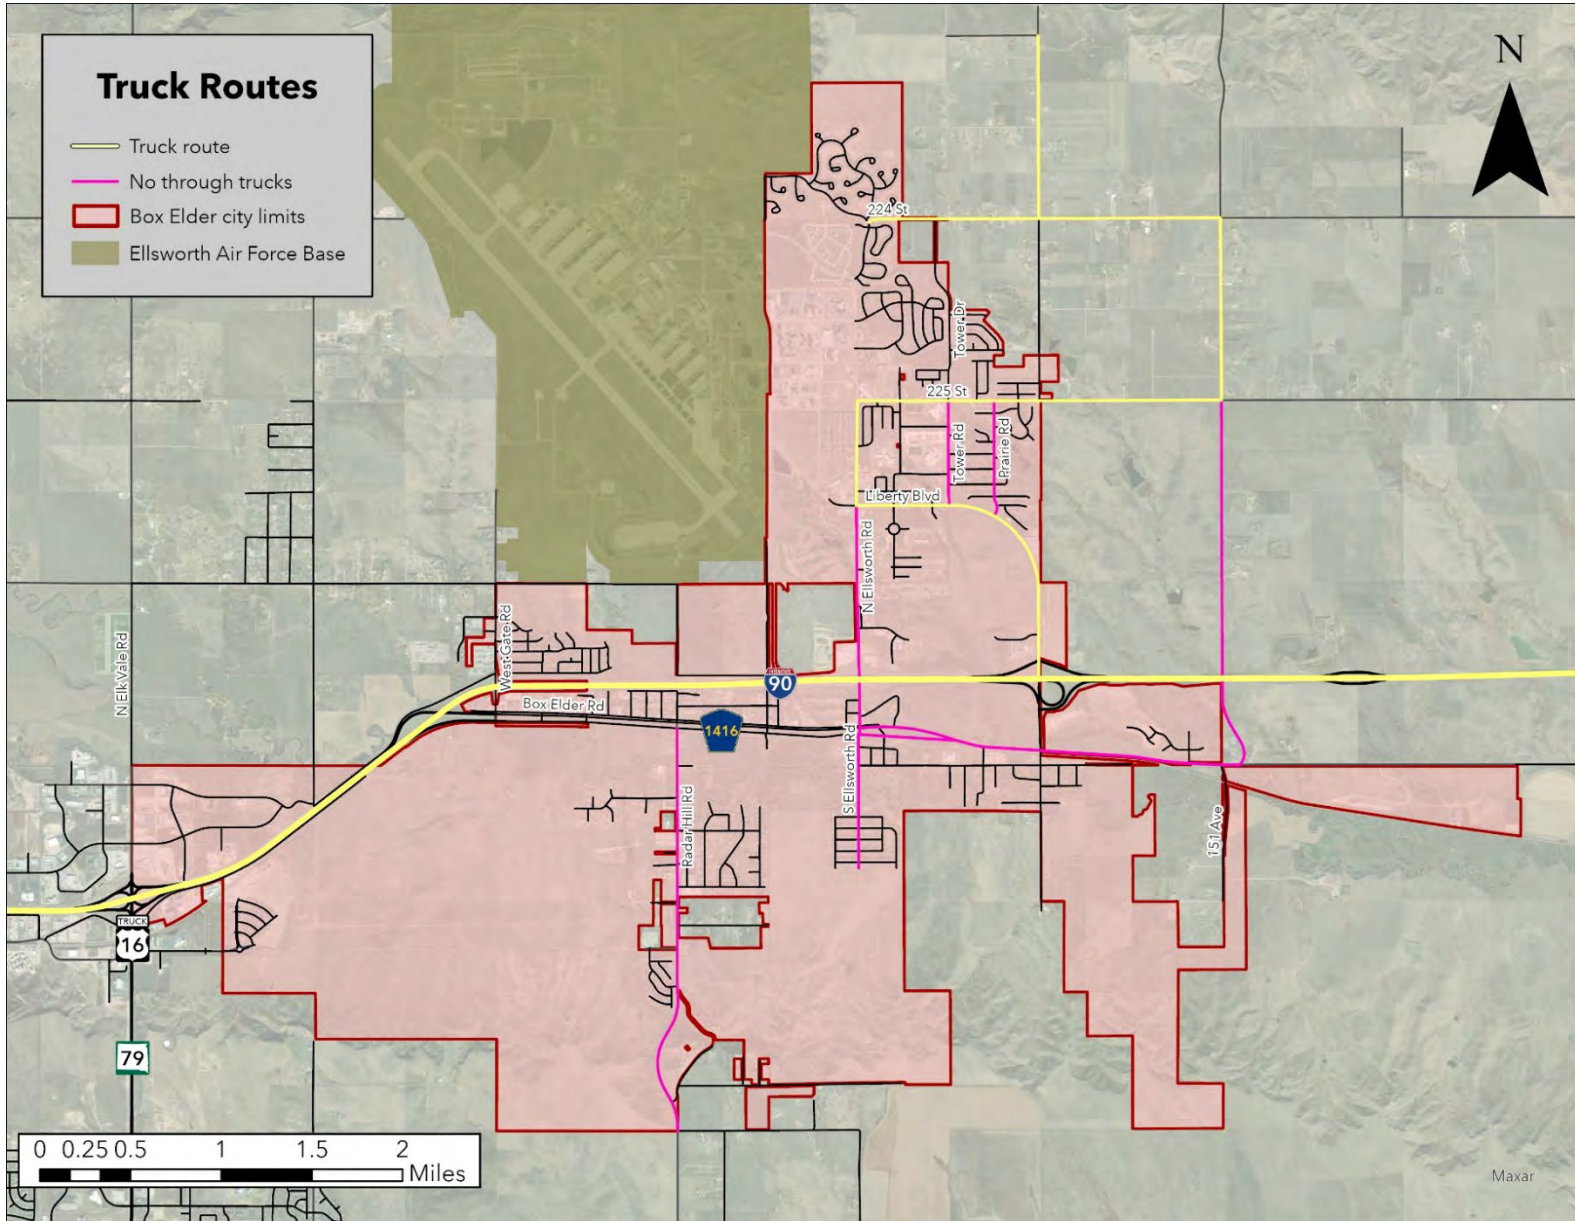 Truck Routes
Truck route
No through trucks
Box Elder city limits
Ellsworth Air Force Base
N
224 St
Tower Dr
225 St
Tower Rd
Prairie Rd
Liberty Blvd
N Ellsworth Rd
West Gate Rd
N Elk Vale Rd
90
Box Elder Rd
1416
S Ellsworth Rd
Radar Hill Rd
151 Ave
TRUCK
16
79
0 0.25 0.5 1 1.5 2
Miles
Maxar